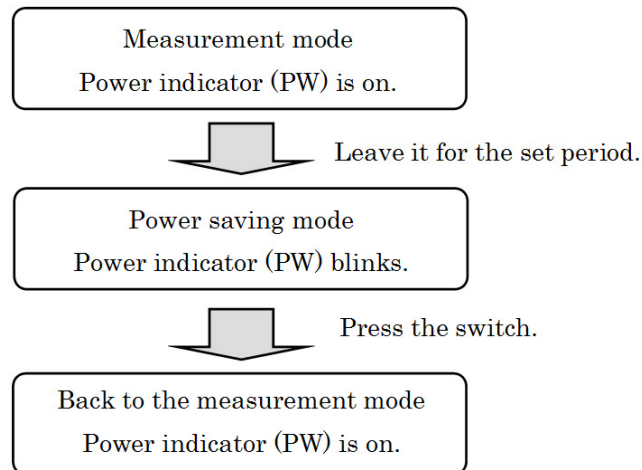 Measurement mode
Power indicator (PW) is on.
Leave it for the set period.
Power saving mode
Power indicator (PW) blinks.
Press the switch.
Back to the measurement mode
Power indicator (PW) is on.